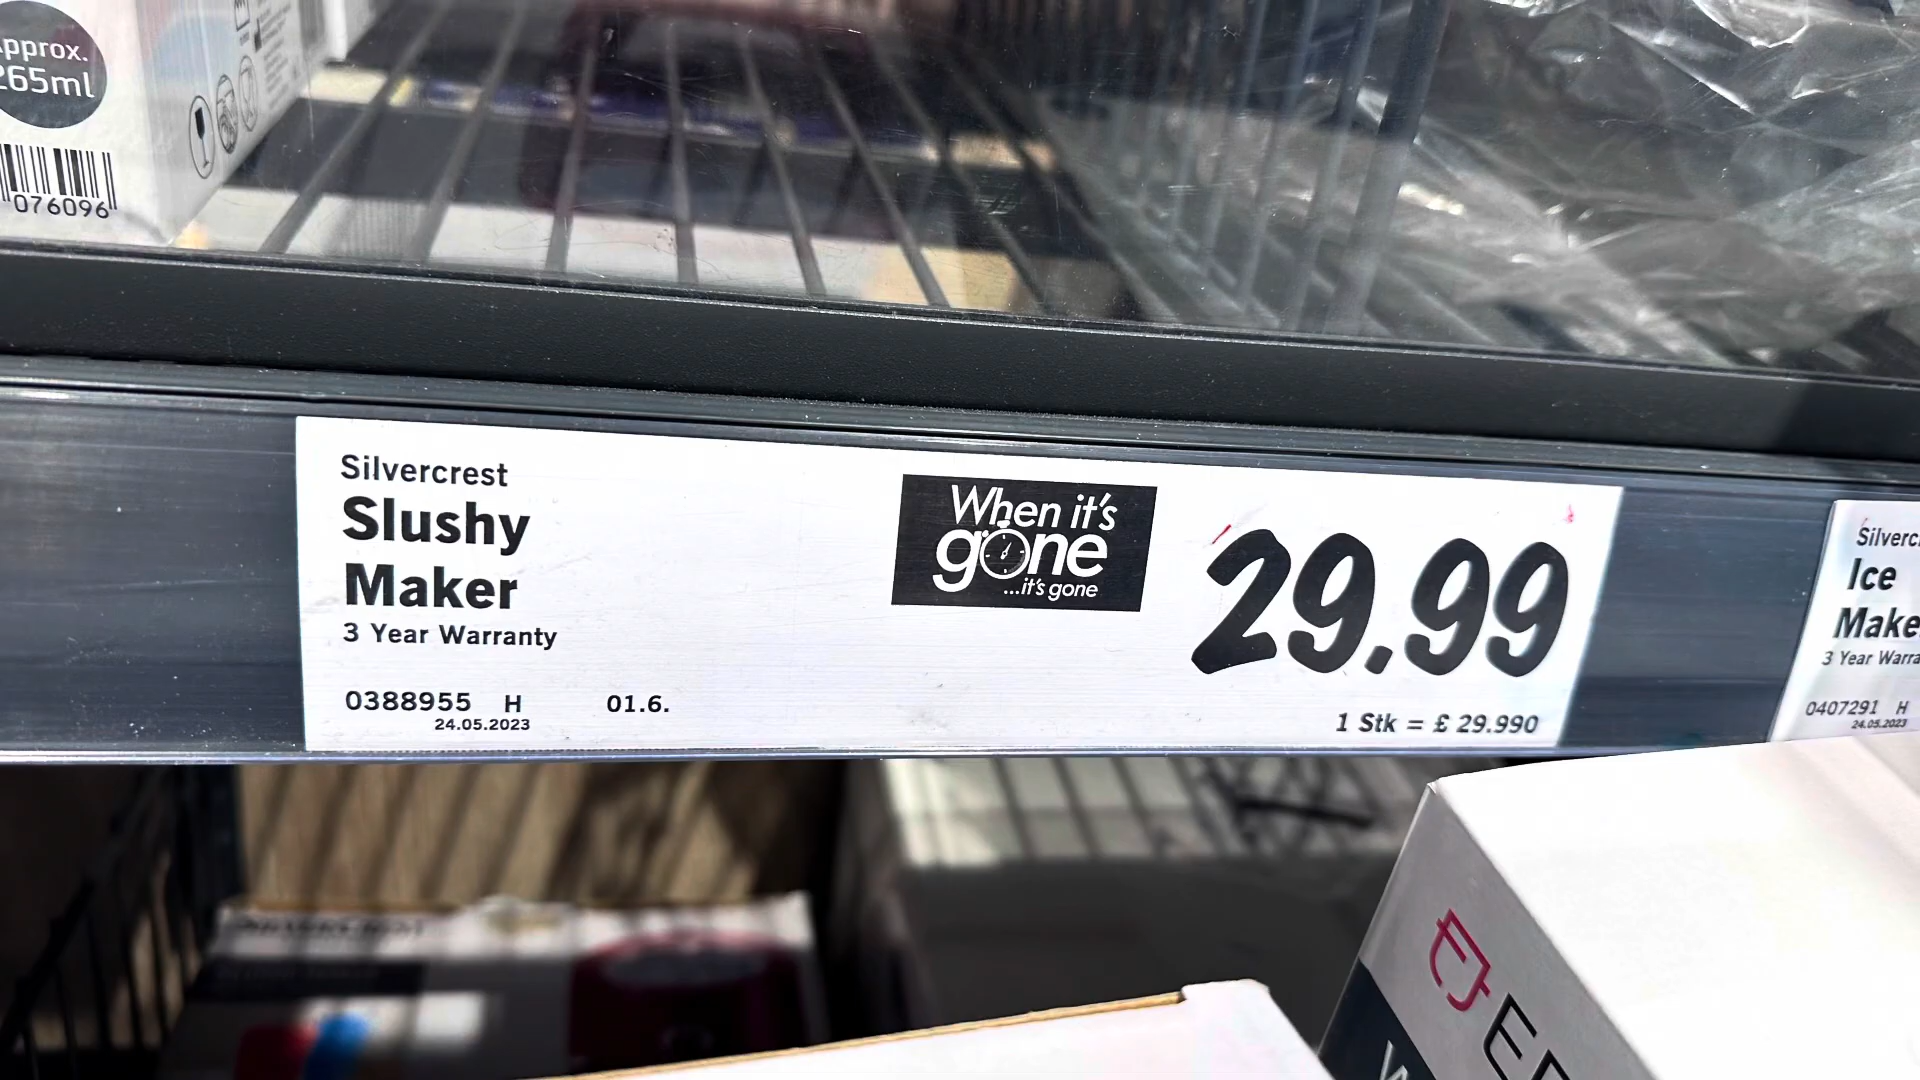 pprox.
265ml
076096
Silvercrest
Slushy
Maker
3 Year Warranty
0388955 H 01.6.
24.05.2023
When it's
gone
...it's gone
29.99
1 Stk = £ 29.990
Silverc
Ice
Make
3 Year Warra
0407291 H
24.05.2023